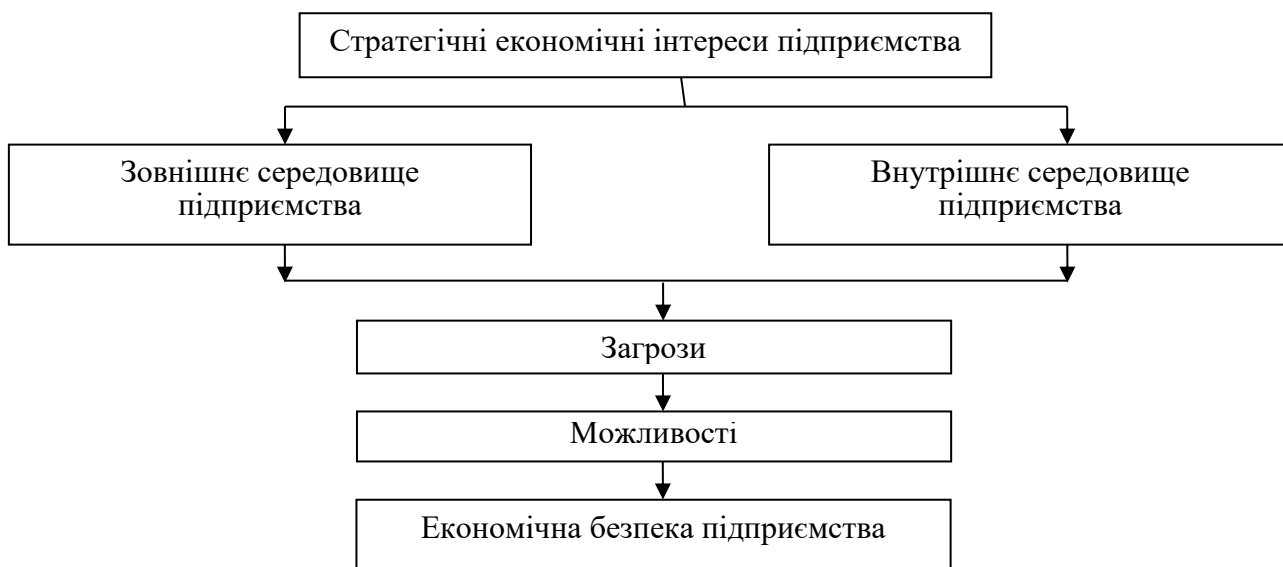 Стратегічні економічні інтереси підприємства
Зовнішнє середовище
підприємства
Внутрішнє середовище
підприємства
Загрози
Можливості
Економічна безпека підприємства